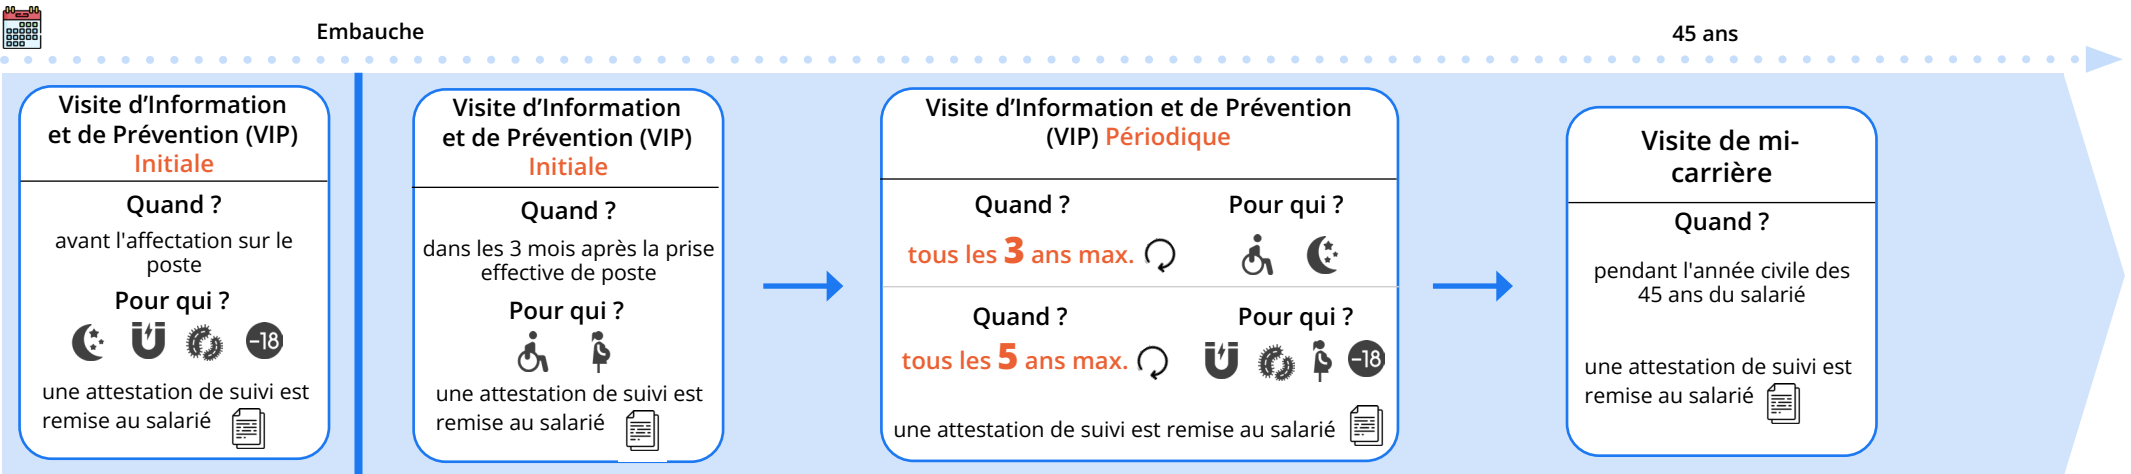 Embauche
45 ans
Visite d’Information
et de Prévention (VIP)
Initiale
Quand ?
avant l'affectation sur le
poste
Pour qui ?
-18
une attestation de suivi est
remise au salarié
Visite d’Information
et de Prévention (VIP)
Initiale
Quand ?
dans les 3 mois après la prise
effective de poste
Pour qui ?
une attestation de suivi est
remise au salarié
Visite d’Information et de Prévention
(VIP) Périodique
Quand ?
Pour qui ?
tous les 3 ans max.
Quand ?
Pour qui ?
tous les 5 ans max.
-18
une attestation de suivi est remise au salarié
Visite de mi-
carrière
Quand ?
pendant l'année civile des
45 ans du salarié
une attestation de suivi est
remise au salarié